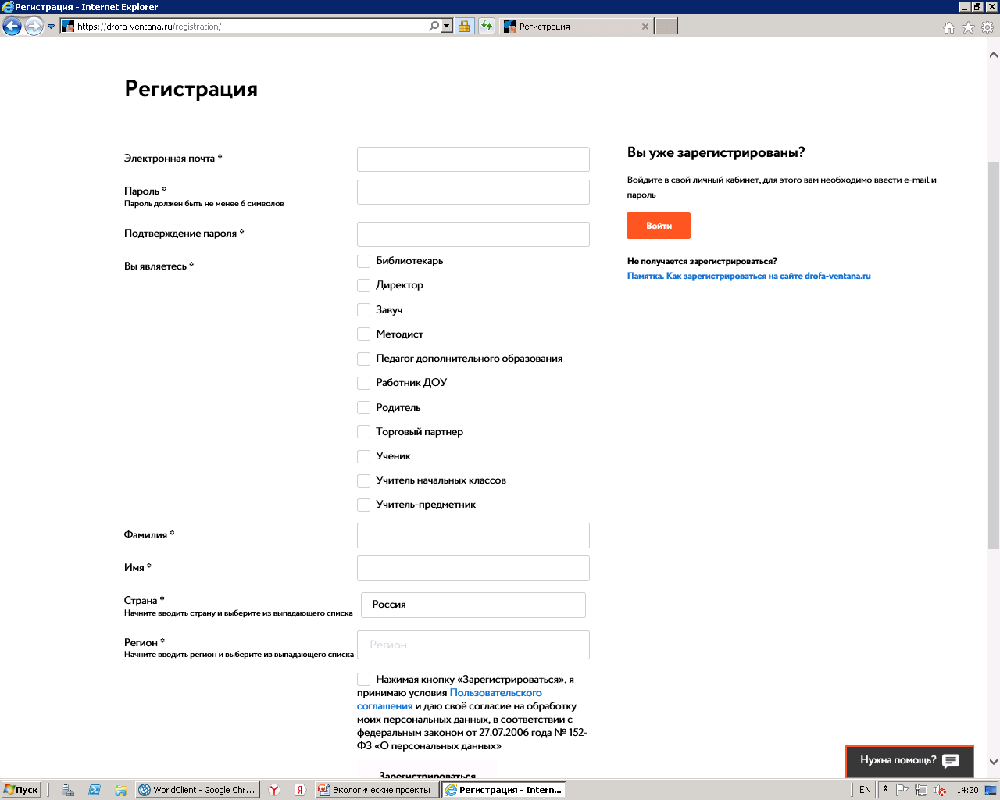 Регистрация - Internet Explorer
https://drofa-ventana.ru/registration/
Регистрация
Регистрация
Электронная почта *
Пароль *
Пароль должен быть не менее 6 символов
Подтверждение пароля *
Вы являетесь *
Библиотекарь
Директор
Завуч
Методист
Педагог дополнительного образования
Работник ДОУ
Родитель
Торговый партнер
Ученик
Учитель начальных классов
Учитель-предметник
Фамилия *
Имя *
Страна *
Начните вводить страну и выберите из выпадающего списка
Россия
Регион *
Начните вводить регион и выберите из выпадающего списка
Регион
Нажимая кнопку «Зарегистрироваться», я
принимаю условия Пользовательского
соглашения и даю своё согласие на обработку
моих персональных данных, в соответствии с
федеральным законом от 27.07.2006 года № 152-
ФЗ «О персональных данных»
Зарегистрироваться
Вы уже зарегистрированы?
Войдите в свой личный кабинет, для этого вам необходимо ввести e-mail и
пароль
Войти
Не получается зарегистрироваться?
Памятка. Как зарегистрироваться на сайте drofa-ventana.ru
Нужна помощь?
Пуск
WorldClient - Google Chr...
Экологические проекты
Регистрация - Intern...
EN
14:20